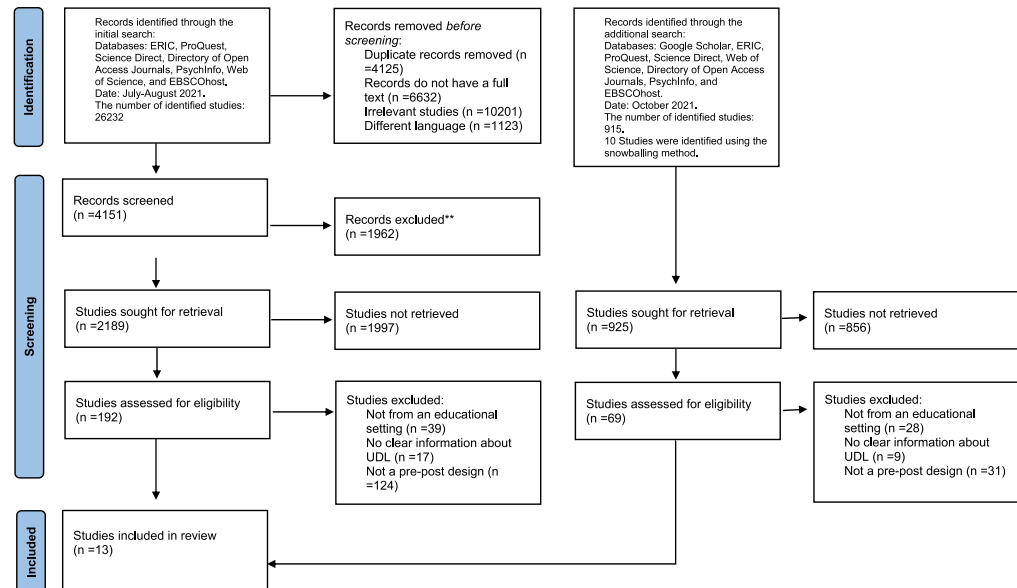 Identification
Records identified through the
initial search:
Databases: ERIC, ProQuest,
Science Direct, Directory of Open
Access Journals, PsychInfo, Web
of Science, and EBSCOhost.
Date: July-August 2021.
The number of identified studies:
26232
Records removed before
screening:
Duplicate records removed (n
=4125)
Records do not have a full
text (n =6632)
Irrelevant studies (n =10201)
Different language (n =1123)
Records identified through the
additional search:
Databases: Google Scholar, ERIC,
ProQuest, Science Direct, Web of
Science, Directory of Open Access
Journals, PsychInfo, and
EBSCOhost.
Date: October 2021.
The number of identified studies:
915.
10 Studies were identified using the
snowballing method.
Screening
Records screened
(n =4151)
Records excluded**
(n =1962)
Studies sought for retrieval
(n =2189)
Studies not retrieved
(n =1997)
Studies sought for retrieval
(n =925)
Studies not retrieved
(n =856)
Studies assessed for eligibility
(n =192)
Studies excluded:
Not from an educational
setting (n =39)
No clear information about
UDL (n =17)
Not a pre-post design (n
=124)
Studies assessed for eligibility
(n =69)
Studies excluded:
Not from an educational
setting (n =28)
No clear information about
UDL (n =9)
Not a pre-post design (n =31)
Included
Studies included in review
(n =13)